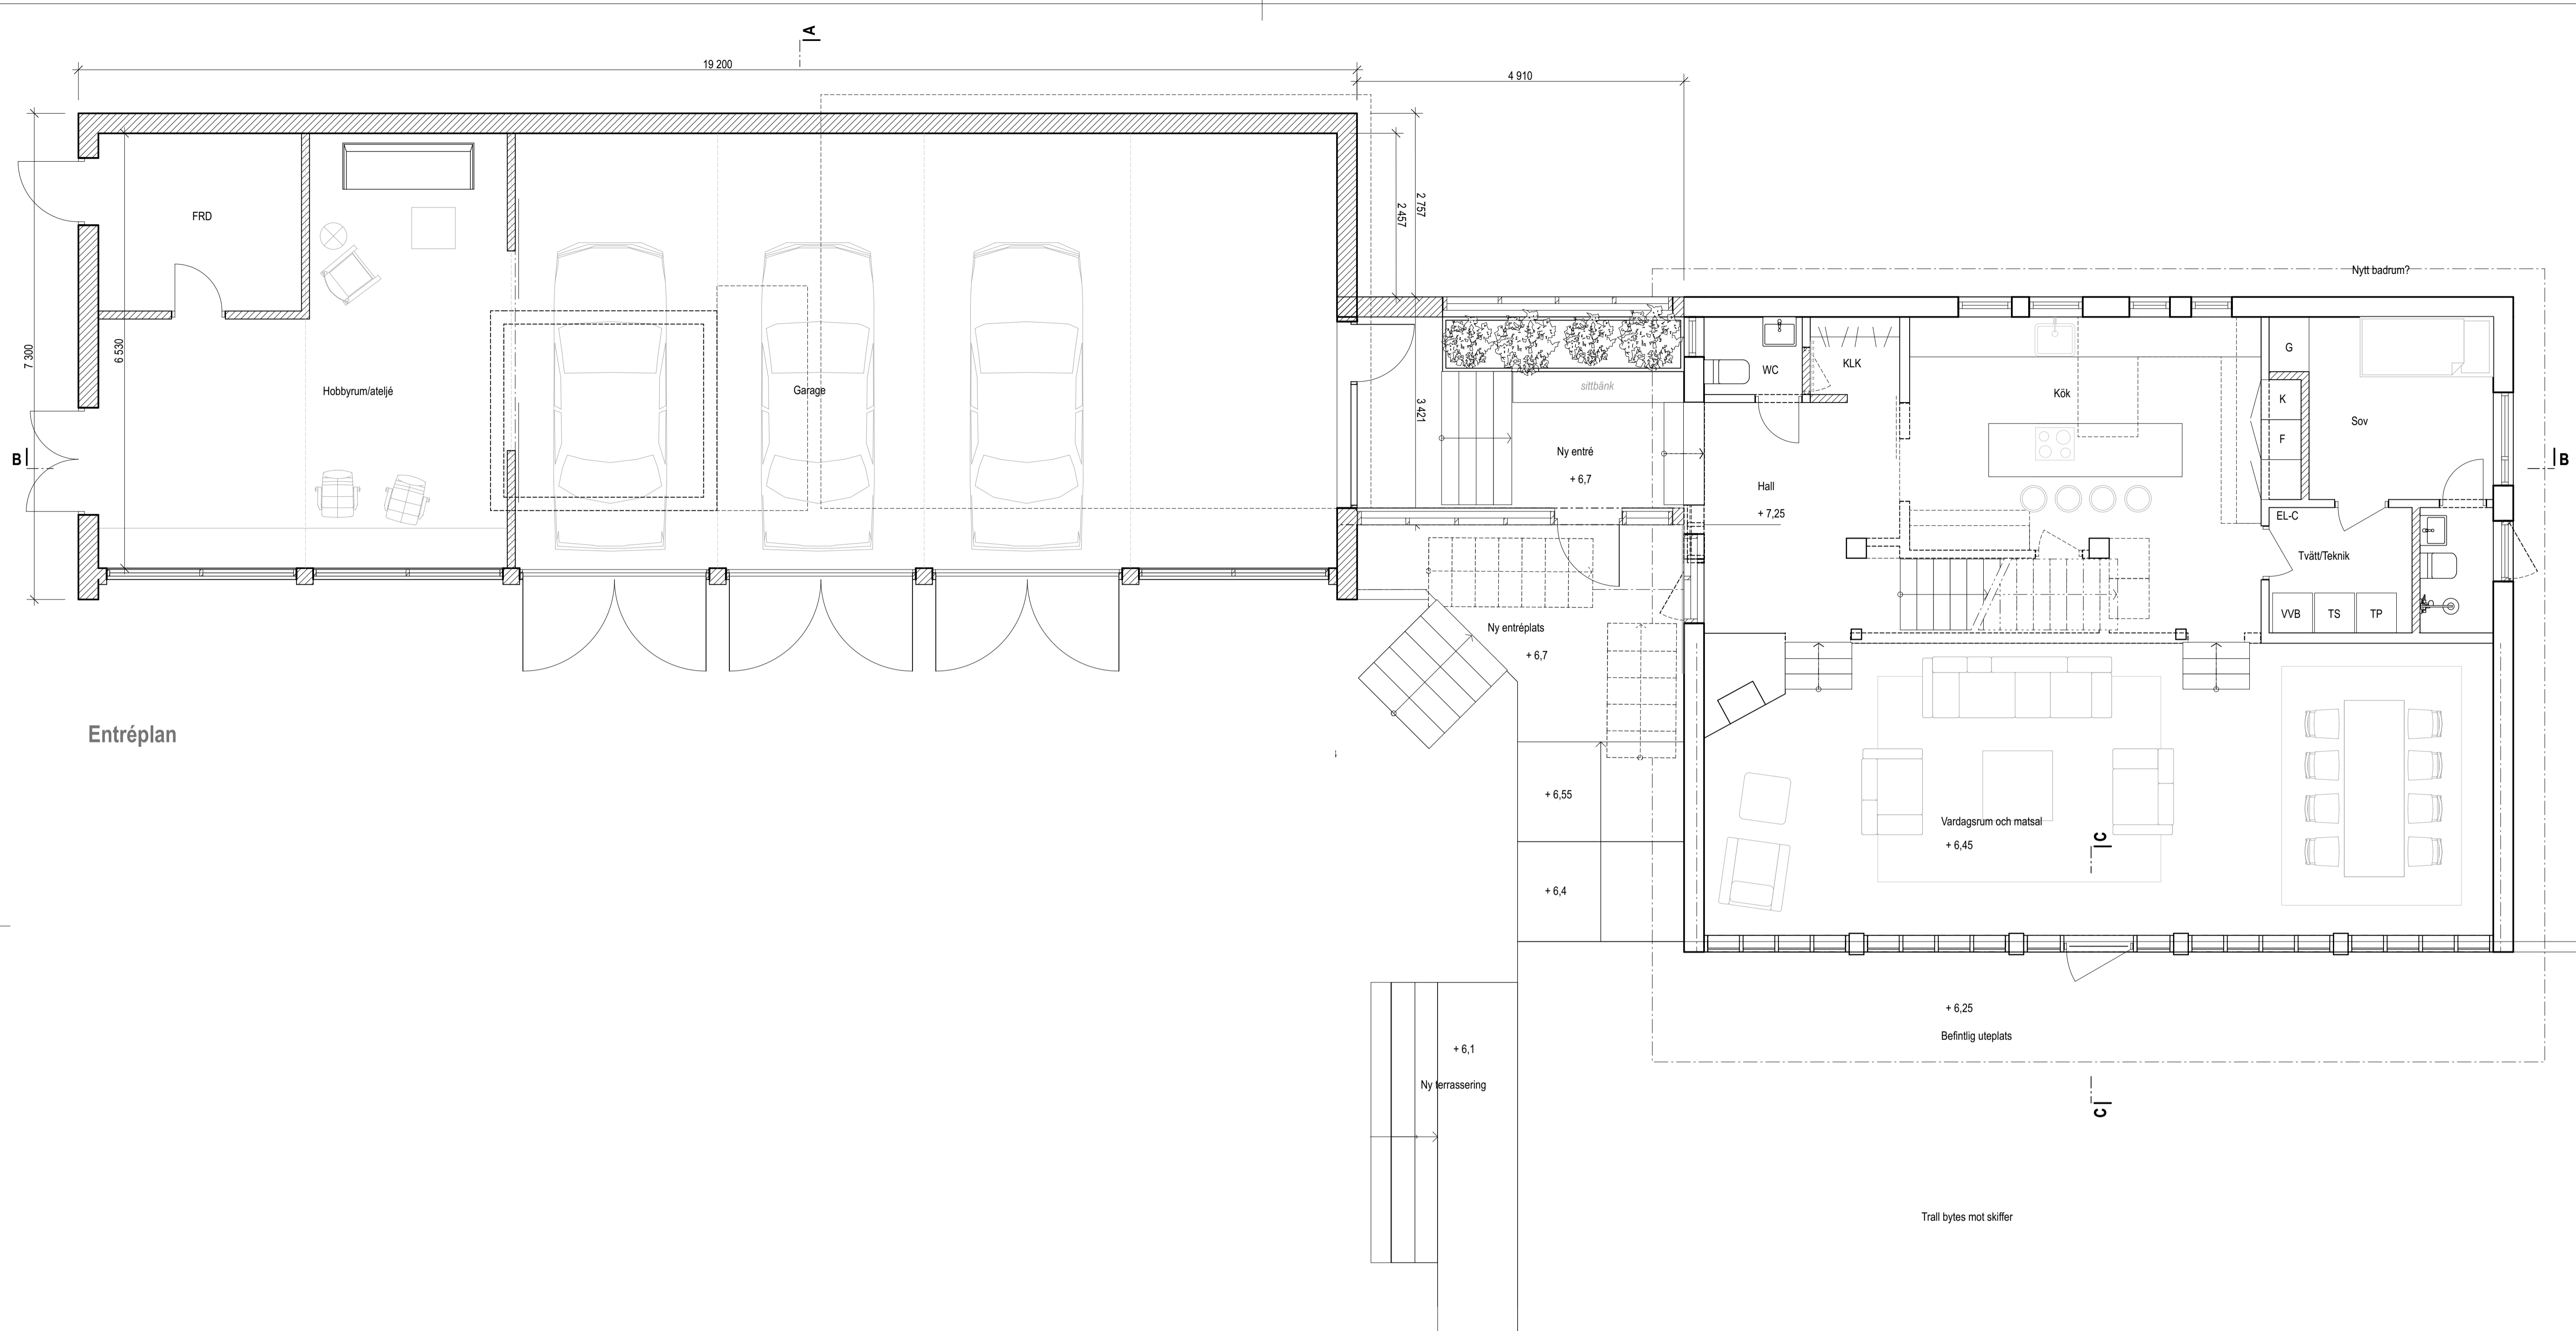 A
19 200
4 910
2 757
2 457
7 300
6 530
3 421
FRD
Hobbyrum/ateljé
Garage
B
sittbänk
Ny entré
+ 6,7
WC
KLK
Hall
+ 7,25
Kök
G
K
F
Sov
Nytt badrum?
B
EL-C
Tvätt/Teknik
VVB
TS
TP
Ny entréplats
+ 6,7
Entréplan
+ 6,55
+ 6,4
Vardagsrum och matsal
+ 6,45
C
+ 6,25
Befintlig uteplats
+ 6,1
Ny terrassering
C
Trall bytes mot skiffer